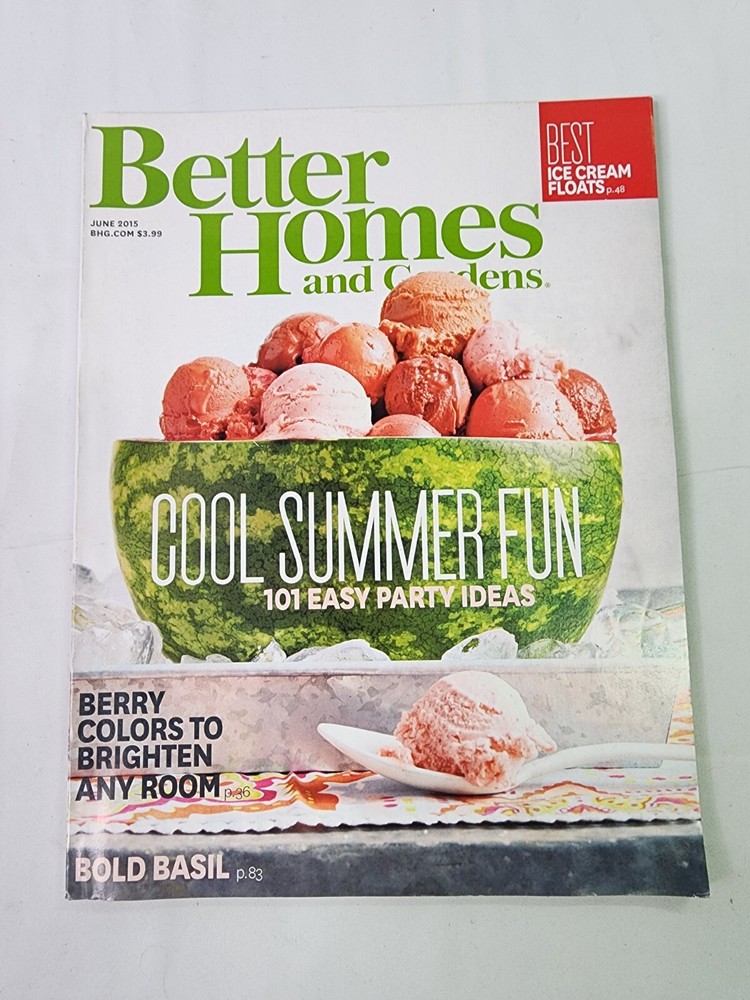 Better
Homes
and Gardens®
JUNE 2015
BHG.COM $3.99
BEST
ICE CREAM
FLOATS p.48
COOL SUMMER FUN
101 EASY PARTY IDEAS
BERRY
COLORS TO
BRIGHTEN
ANY ROOM p.36
BOLD BASIL p.83